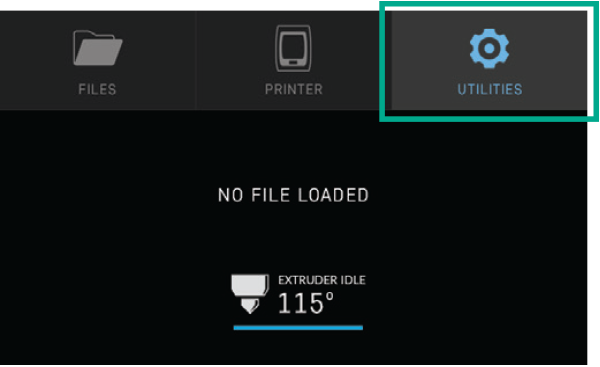 FILES
PRINTER
UTILITIES
NO FILE LOADED
EXTRUDER IDLE
115°